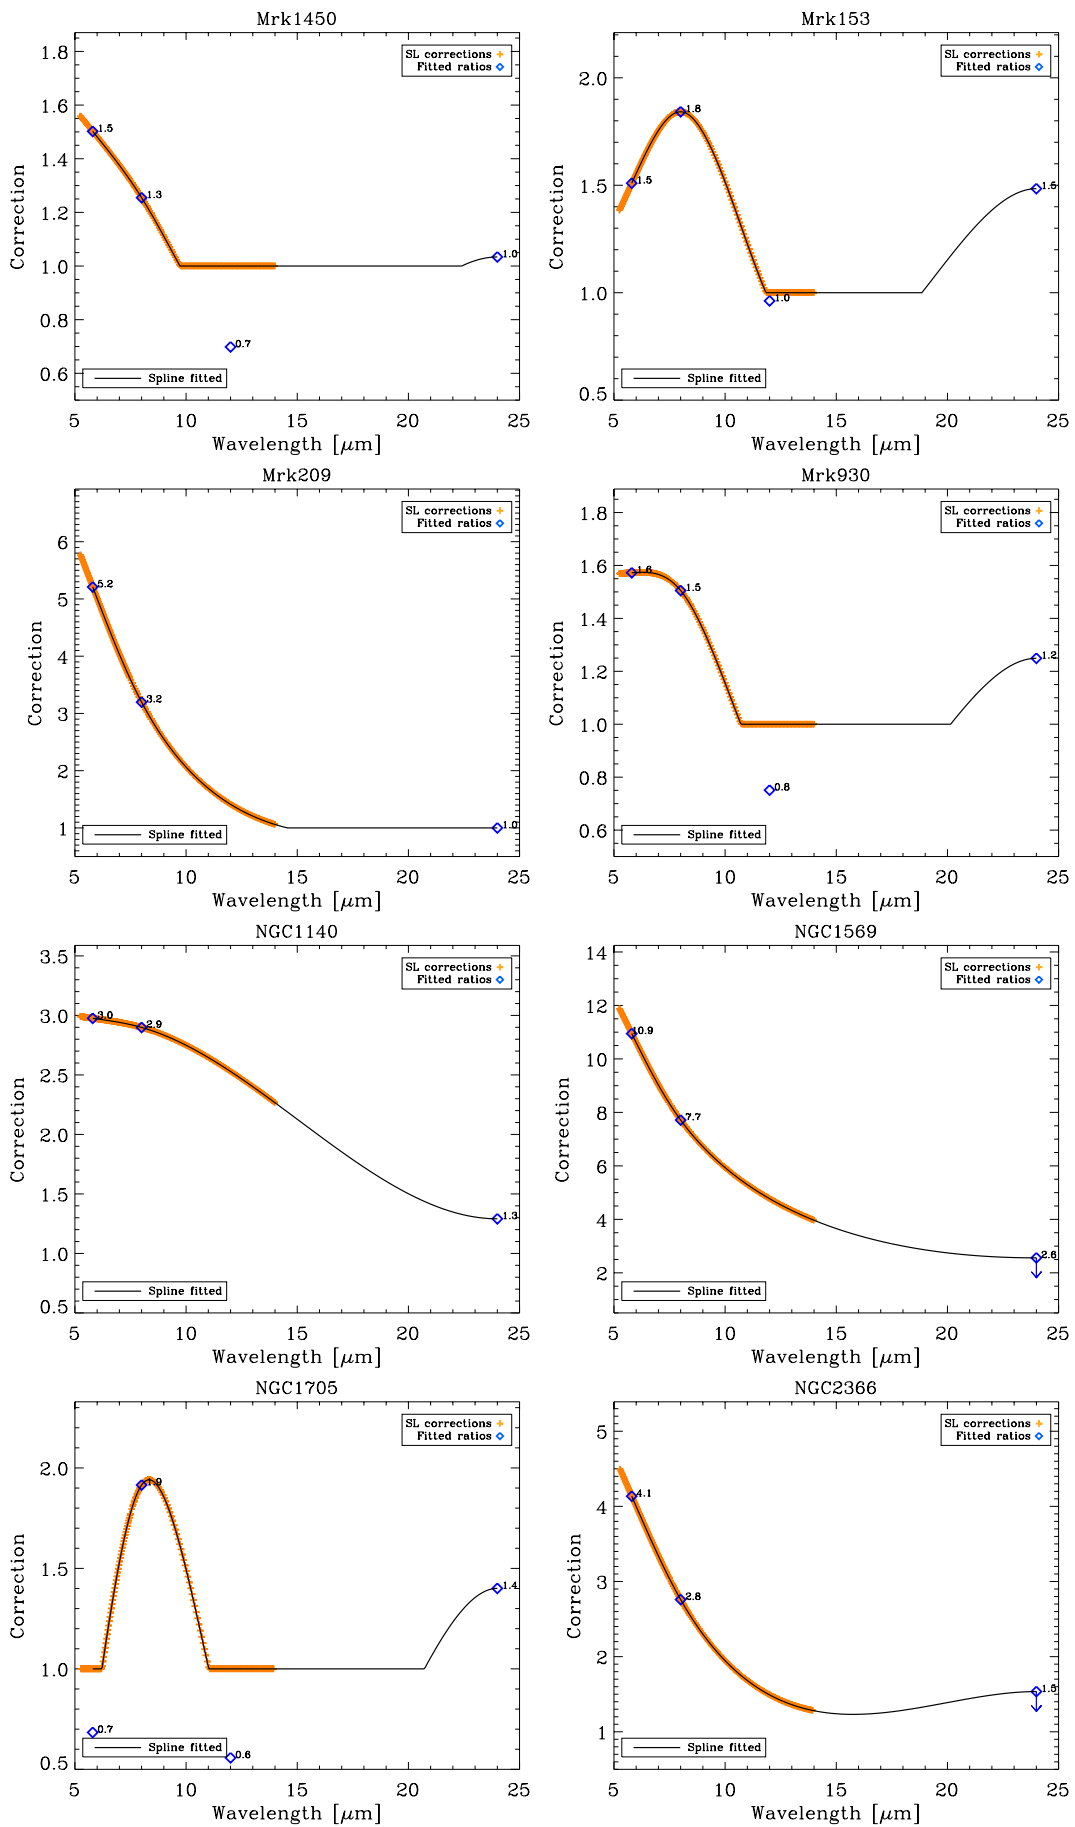 Mrk1450
SL corrections
Fitted ratios
1.8
1.6
1.4
1.2
1.0
0.8
0.6
Correction
1.5
1.3
0.7
1.0
Spline fitted
5 10 15 20 25
Wavelength [μm]
Mrk153
SL corrections
Fitted ratios
2.0
1.5
1.0
0.5
Correction
1.5
1.8
1.0
1.5
Spline fitted
5 10 15 20 25
Wavelength [μm]
Mrk209
SL corrections
Fitted ratios
6
5
4
3
2
1
Correction
5.2
3.2
1.0
Spline fitted
5 10 15 20 25
Wavelength [μm]
Mrk930
SL corrections
Fitted ratios
1.8
1.6
1.4
1.2
1.0
0.8
0.6
Correction
1.6
1.5
0.8
1.2
Spline fitted
5 10 15 20 25
Wavelength [μm]
NGC1140
SL corrections
Fitted ratios
3.5
3.0
2.5
2.0
1.5
1.0
0.5
Correction
3.0
2.9
1.3
Spline fitted
5 10 15 20 25
Wavelength [μm]
NGC1569
SL corrections
Fitted ratios
14
12
10
8
6
4
2
Correction
10.9
7.7
2.6
Spline fitted
5 10 15 20 25
Wavelength [μm]
NGC1705
SL corrections
Fitted ratios
2.0
1.5
1.0
0.5
Correction
0.7
1.9
0.6
1.4
Spline fitted
5 10 15 20 25
Wavelength [μm]
NGC2366
SL corrections
Fitted ratios
5
4
3
2
1
Correction
4.1
2.8
1.5
Spline fitted
5 10 15 20 25
Wavelength [μm]